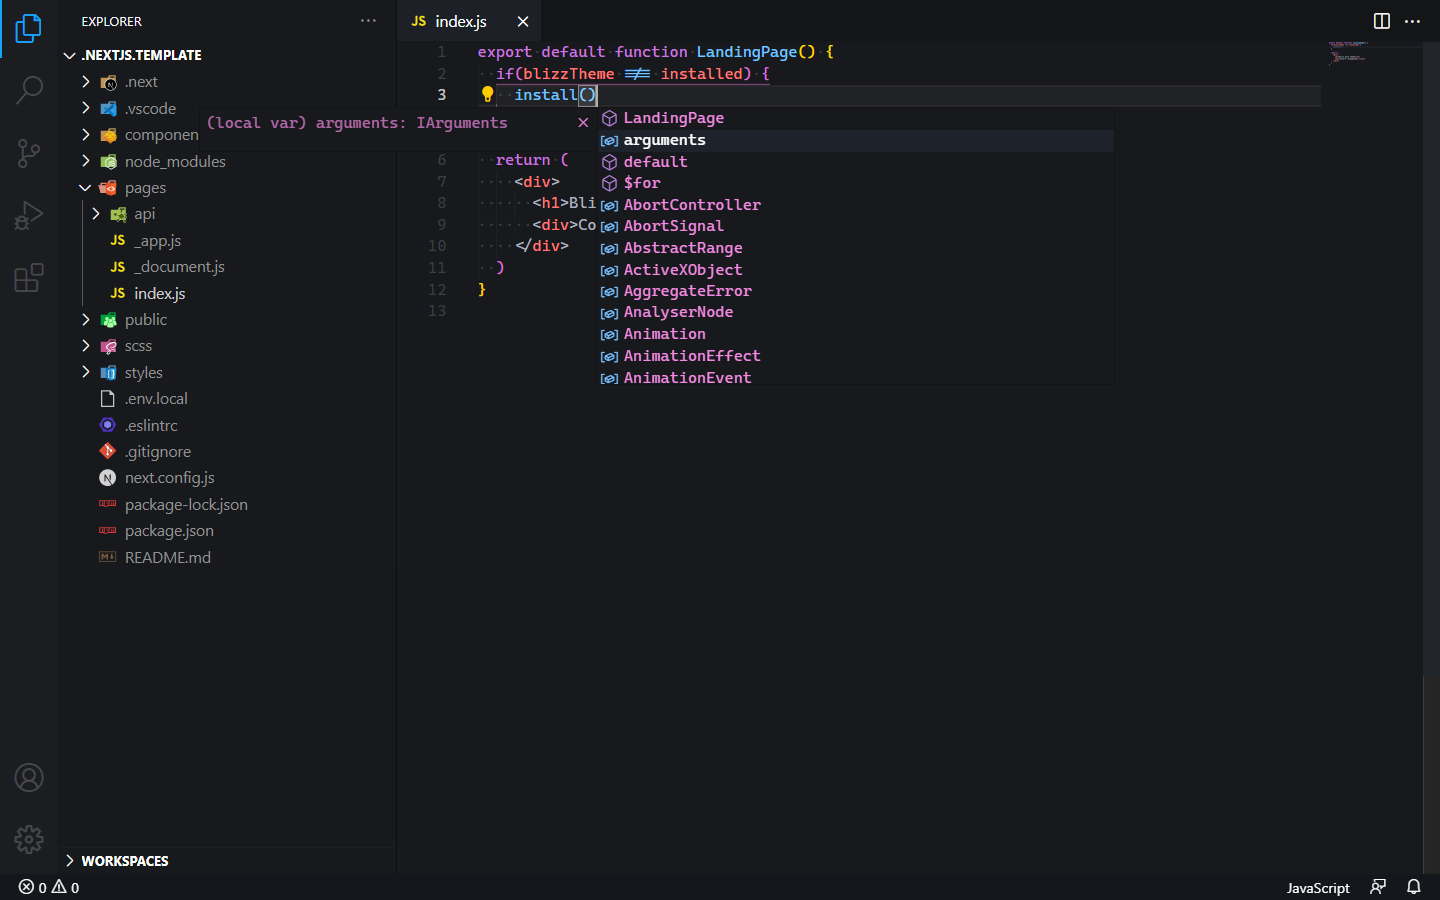 EXPLORER
.NEXTJS.TEMPLATE
.next
.vscode
componen
node_modules
pages
api
JS _app.js
JS _document.js
JS index.js
public
scss
styles
.env.local
.eslintrc
.gitignore
N next.config.js
package-lock.json
package.json
M README.md
WORKSPACES
JS index.js
1 export default function LandingPage() {
2 if(blizzTheme !== installed) {
3 install()
(local var) arguments: IArguments
LandingPage
arguments
default
$for
AbortController
AbortSignal
AbstractRange
ActiveXObject
AggregateError
AnalyserNode
Animation
AnimationEffect
AnimationEvent
6 return (
7 <div>
8 <h1>Bli
9 <div>Co
10 </div>
11 )
12 }
13
0 0
JavaScript